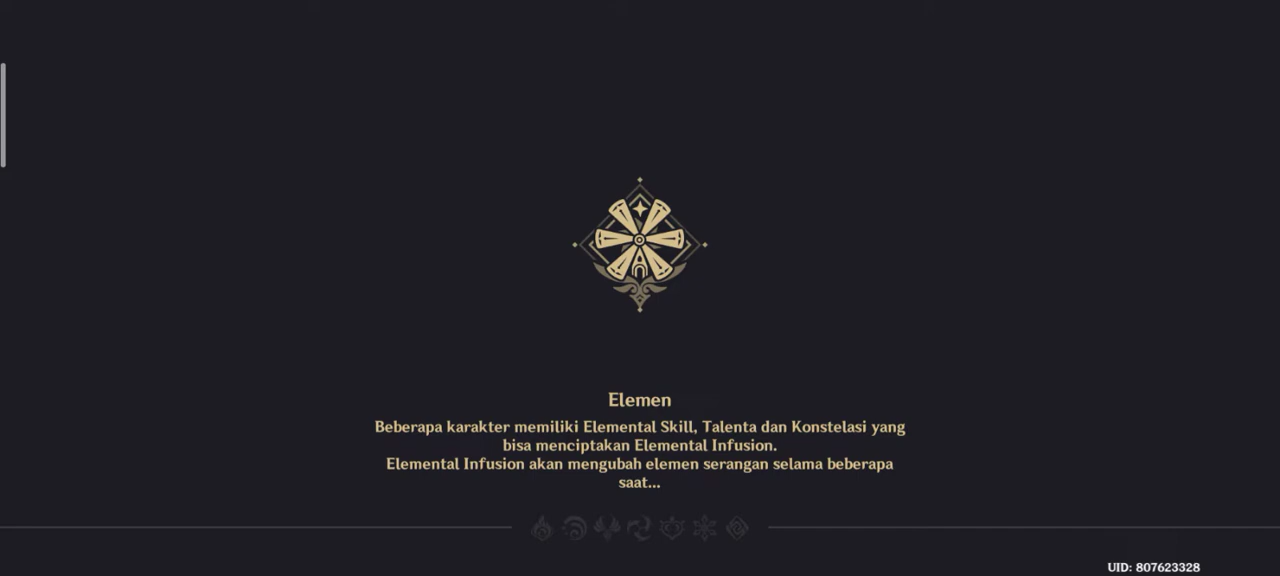 Elemen
Beberapa karakter memiliki Elemental Skill, Talenta dan Konstelasi yang
bisa menciptakan Elemental Infusion.
Elemental Infusion akan mengubah elemen serangan selama beberapa
saat...
UID: 807623328